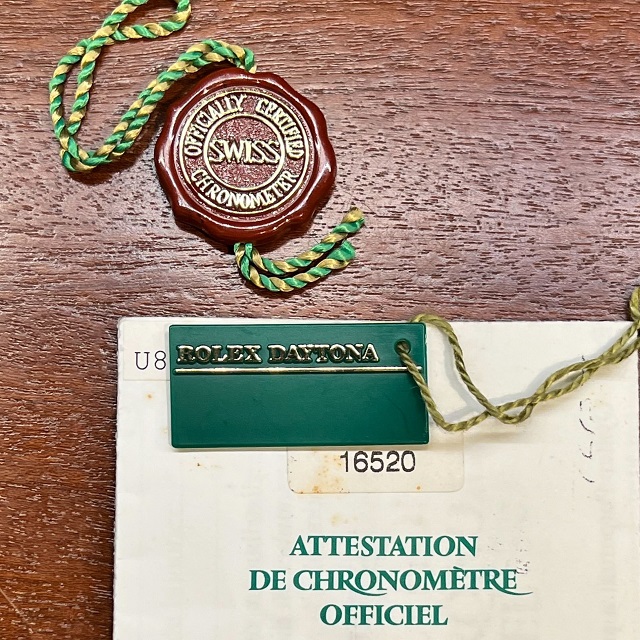 OFFICIALLY CERTIFIED
SWISS
CHRONOMETER
U8
ROLEX DAYTONA
16520
ATTESTATION
DE CHRONOMÈTRE
OFFICIEL